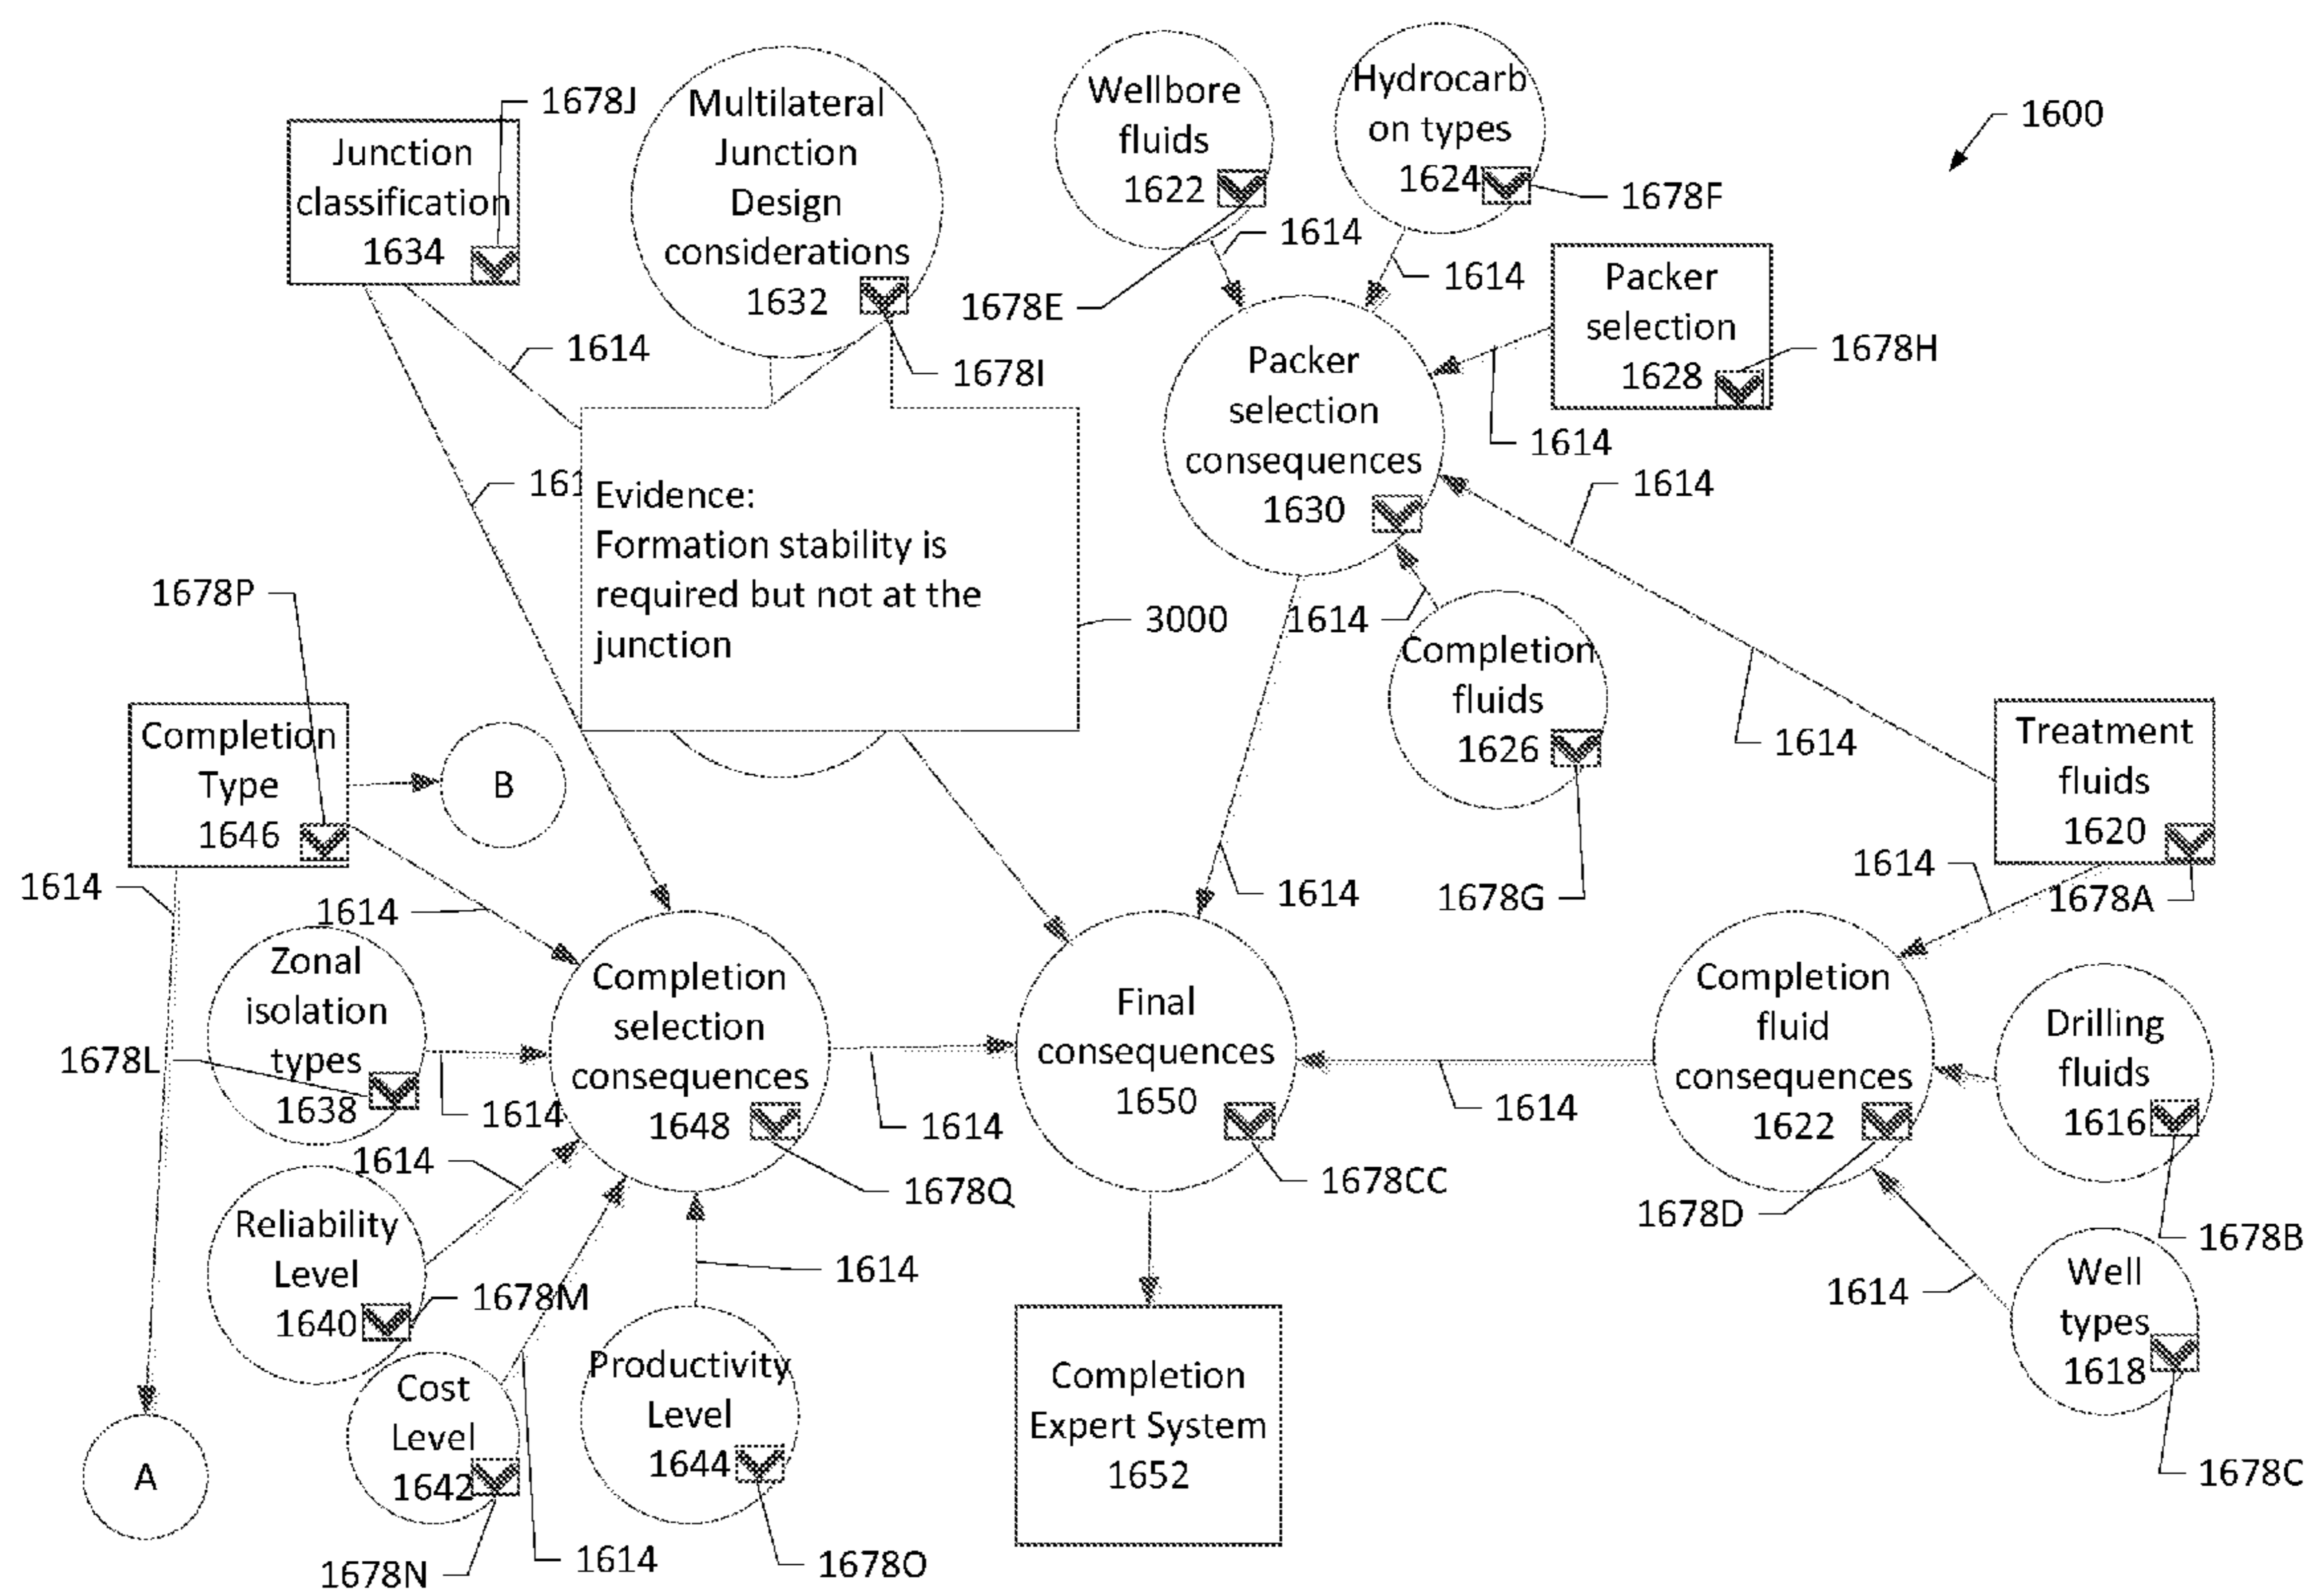 1678J
Junction
classification
1634
Multilateral
Junction
Design
considerations
1632
1678I
Wellbore
fluids
1622
1678E
Hydrocarb
on types
1624
1678F
1600
1614
1614
Packer
selection
1628
1678H
1614
Packer
selection
consequences
1630
1614
1614
161
Evidence:
Formation stability is
required but not at the
junction
3000
1614
Completion
fluids
1626
1678G
1614
1678P
Completion
Type
1646
B
1614
1614
Treatment
fluids
1620
1678A
1614
1614
Zonal
isolation
types
1638
1678L
1614
Completion
selection
consequences
1648
1678Q
1614
Final
consequences
1650
1678CC
1614
Completion
fluid
consequences
1622
1678D
Drilling
fluids
1616
1678B
1614
Reliability
Level
1640
1678M
1614
Well
types
1618
1678C
1614
Cost
Level
1642
1678N
1614
Productivity
Level
1644
1678O
Completion
Expert System
1652
A